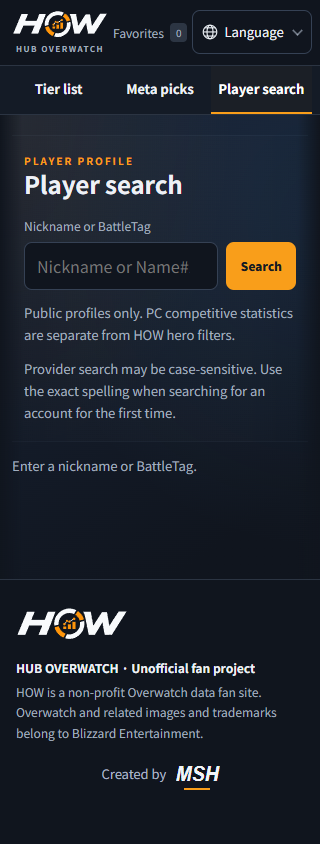 HOW
HUB OVERWATCH
Favorites 0
Language
Tier list Meta picks Player search
PLAYER PROFILE
Player search
Nickname or BattleTag
Nickname or Name#
Search
Public profiles only. PC competitive statistics
are separate from HOW hero filters.
Provider search may be case-sensitive. Use
the exact spelling when searching for an
account for the first time.
Enter a nickname or BattleTag.
HOW
HUB OVERWATCH · Unofficial fan project
HOW is a non-profit Overwatch data fan site.
Overwatch and related images and trademarks
belong to Blizzard Entertainment.
Created by MSH